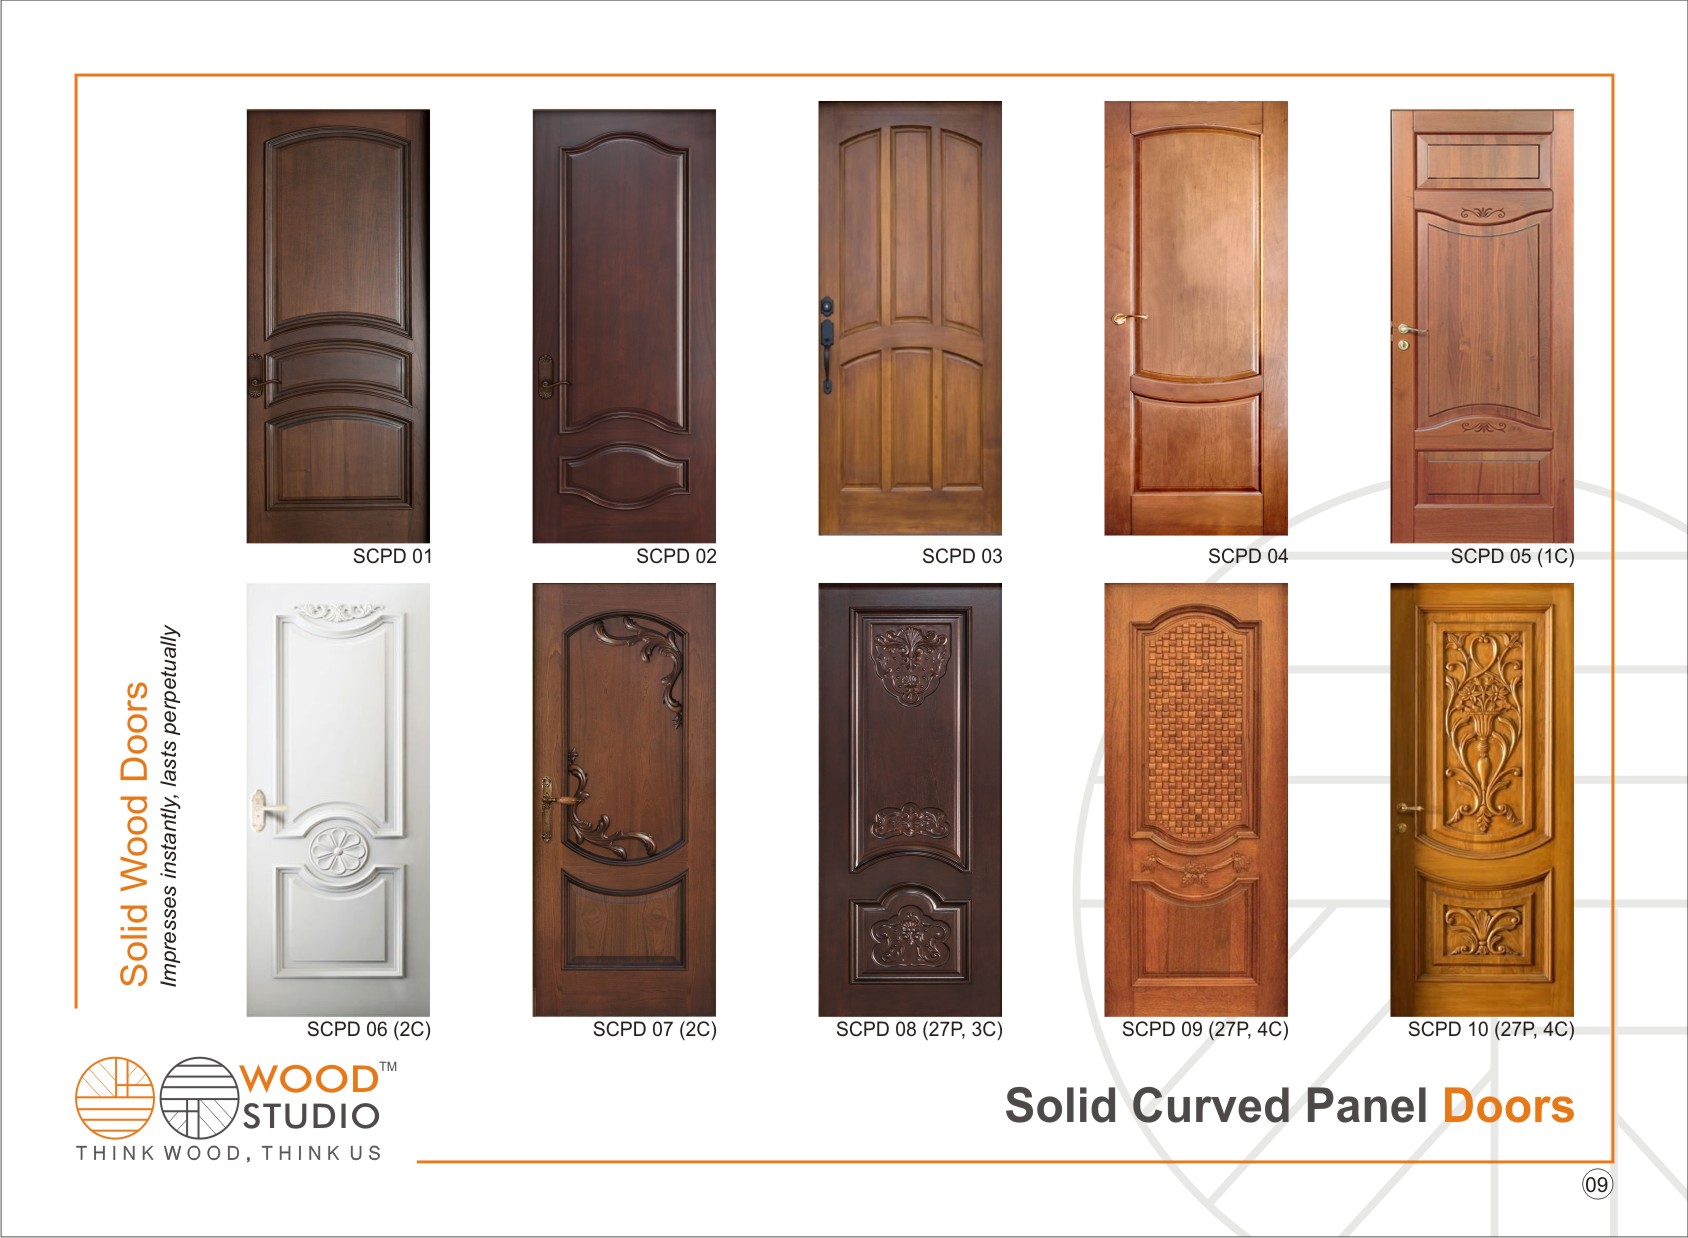 SCPD 01
SCPD 02
SCPD 03
SCPD 04
SCPD 05 (1C)
Solid Wood Doors
Impresses instantly, lasts perpetually
SCPD 06 (2C)
SCPD 07 (2C)
SCPD 08 (27P, 3C)
SCPD 09 (27P, 4C)
SCPD 10 (27P, 4C)
WOOD™
STUDIO
THINK WOOD, THINK US
Solid Curved Panel Doors
09